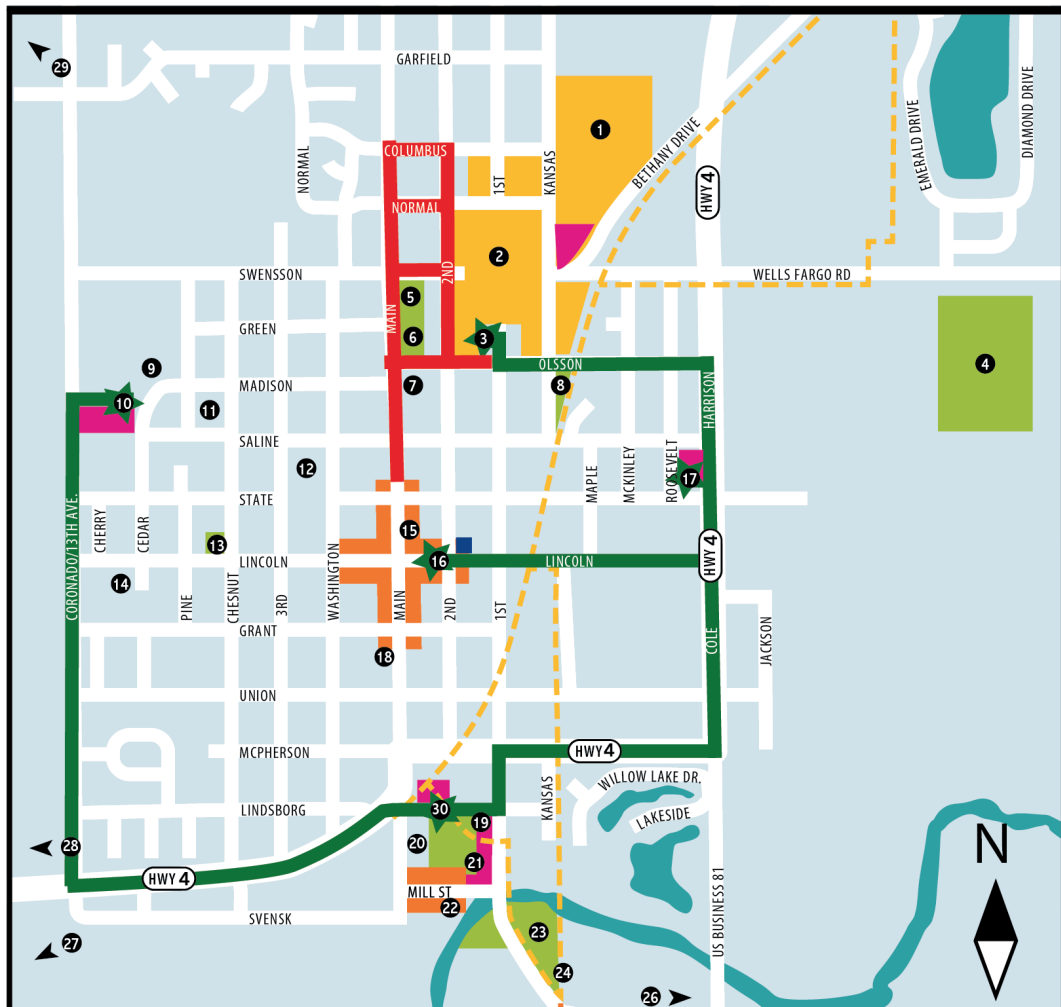 29
GARFIELD
1
EMERALD DRIVE
DIAMOND DRIVE
BETHANY DRIVE
HWY 4
COLUMBUS
NORMAL
1ST
KANSAS
NORMAL
2
2ND
SWENSSON
WELLS FARGO RD
5
MAIN
GREEN
6
3
OLSSON
4
9
MADISON
7
8
HARRISON
10
11
SALINE
12
MAPLE
MCKINLEY
ROOSEVELT
17
STATE
CORONADO/13TH AVE.
CHERRY
CEDAR
15
13
LINCOLN
16
LINCOLN
HWY 4
14
PINE
CHESNUT
3RD
WASHINGTON
MAIN
2ND
1ST
GRANT
COLE
JACKSON
18
UNION
MCPHERSON
HWY 4
WILLOW LAKE DR.
KANSAS
LINDSBORG
30
19
LAKESIDE
28
20
21
N
HWY 4
MILL ST
22
SVENSK
23
US BUSINESS 81
27
24
26